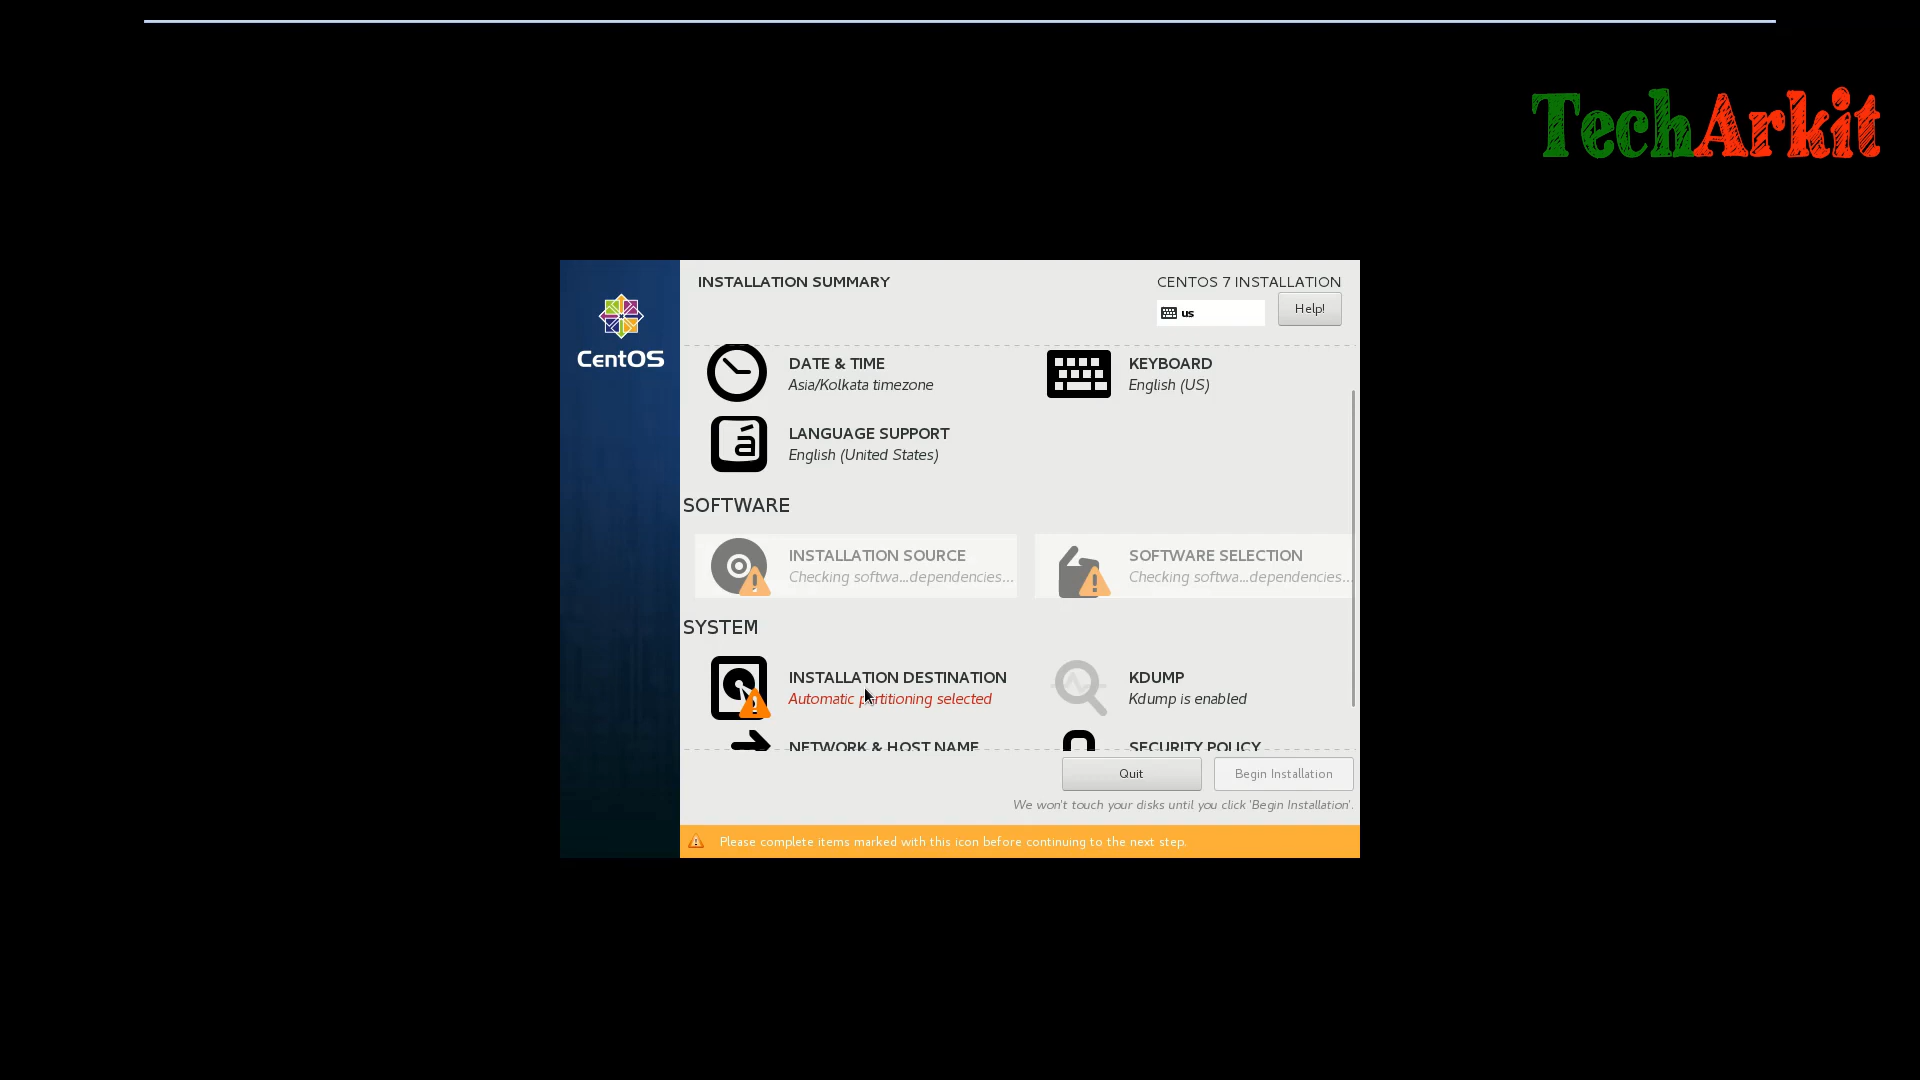 TechArkit
INSTALLATION SUMMARY
CENTOS 7 INSTALLATION
us
Help!
CentOS
DATE & TIME
Asia/Kolkata timezone
KEYBOARD
English (US)
LANGUAGE SUPPORT
English (United States)
SOFTWARE
INSTALLATION SOURCE
Checking softwa...dependencies...
SOFTWARE SELECTION
Checking softwa...dependencies...
SYSTEM
INSTALLATION DESTINATION
Automatic partitioning selected
KDUMP
Kdump is enabled
NETWORK & HOST NAME
SECURITY POLICY
Quit
Begin Installation
We won't touch your disks until you click 'Begin Installation'.
Please complete items marked with this icon before continuing to the next step.